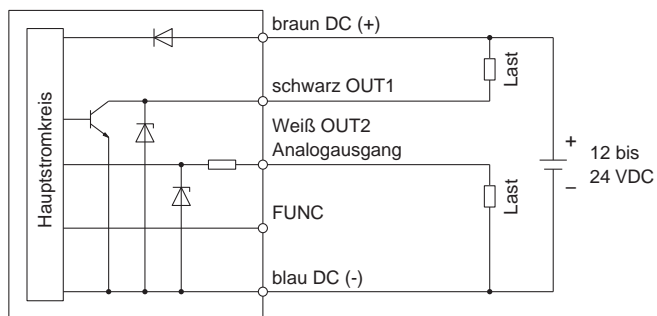 braun DC (+)
Last
schwarz OUT1
Weiß OUT2
Analogausgang
Hauptstromkreis
+
12 bis
24 VDC
−
Last
FUNC
blau DC (-)